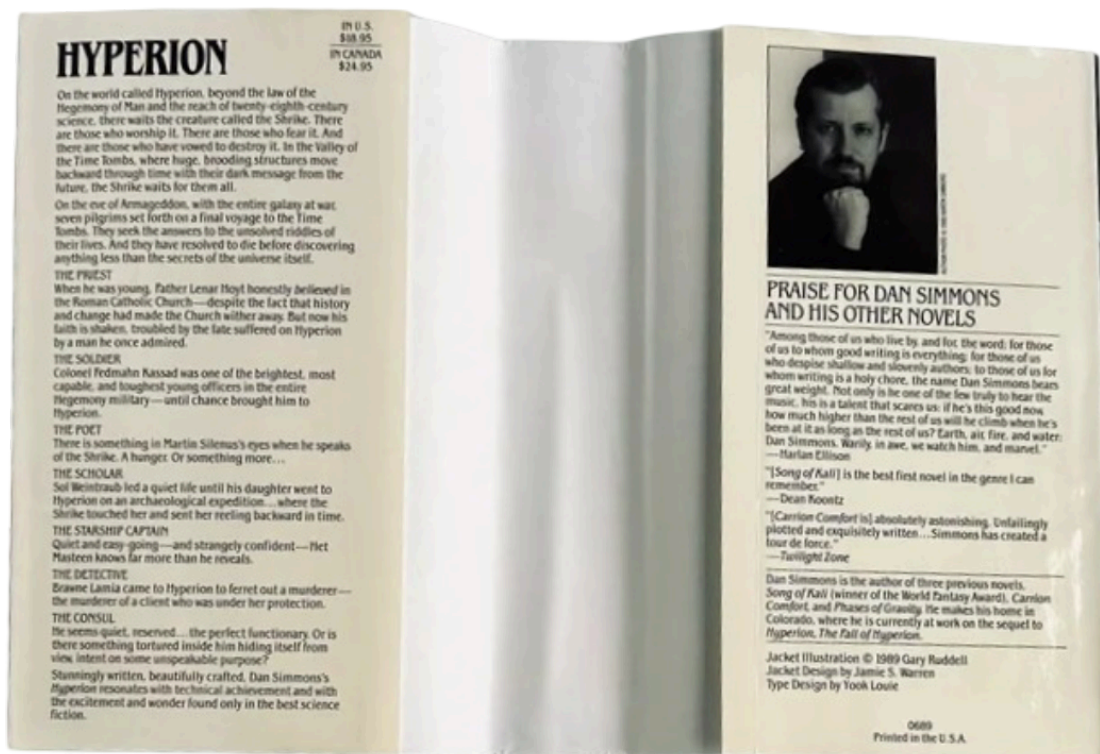 HYPERION
IN U.S.
$18.95
IN CANADA
$24.95
On the world called Hyperion, beyond the law of the
Hegemony of Man and the reach of twenty-eighth-century
science, there waits the creature called the Shrike. There
are those who worship it. There are those who fear it. And
there are those who have vowed to destroy it. In the Valley of
the Time Tombs, where huge, brooding structures move
backward through time with their dark message from the
future, the Shrike waits for them all.
On the eve of Armageddon, with the entire galaxy at war,
seven pilgrims set forth on a final voyage to the Time
Tombs. They seek the answers to the unsolved riddles of
their lives. And they have resolved to die before discovering
anything less than the secrets of the universe itself.
THE PRIEST
When he was young, Father Lenar Hoyt honestly believed in
the Roman Catholic Church—despite the fact that history
and change had made the Church wither away. But now his
faith is shaken, troubled by the fate suffered on Hyperion
by a man he once admired.
THE SOLDIER
Colonel Fedmahn Kassad was one of the brightest, most
capable, and toughest young officers in the entire
Hegemony military—until chance brought him to
Hyperion.
THE POET
There is something in Martin Silenus's eyes when he speaks
of the Shrike. A hunger. Or something more...
THE SCHOLAR
Sol Weintraub led a quiet life until his daughter went to
Hyperion on an archaeological expedition...where the
Shrike touched her and sent her reeling backward in time.
THE STARSHIP CAPTAIN
Quiet and easy-going—and strangely confident—Het
Masteen knows far more than he reveals.
THE DETECTIVE
Brawne Lamia came to Hyperion to ferret out a murderer—
the murderer of a client who was under her protection.
THE CONSUL
He seems quiet, reserved...the perfect functionary. Or is
there something tortured inside him hiding itself from
view, intent on some unspeakable purpose?
Stunningly written, beautifully crafted, Dan Simmons's
Hyperion resonates with technical achievement and with
the excitement and wonder found only in the best science
fiction.
PRAISE FOR DAN SIMMONS
AND HIS OTHER NOVELS
"Among those of us who live by, and for, the word; for those
of us to whom good writing is everything; for those of us
who despise shallow and slovenly authors; to those of us for
whom writing is a holy chore, the name Dan Simmons bears
great weight. Not only is he one of the few truly to hear the
music, his is a talent that scares us: if he's this good now,
how much higher than the rest of us will he climb when he's
been at it as long as the rest of us? Earth, air, fire, and water:
Dan Simmons. Warily, in awe, we watch him, and marvel."
—Harlan Ellison
"[Song of Kali] is the best first novel in the genre I can
remember."
—Dean Koontz
"[Carrion Comfort is] absolutely astonishing. Unfailingly
plotted and exquisitely written...Simmons has created a
tour de force."
—Twilight Zone
Dan Simmons is the author of three previous novels,
Song of Kali (winner of the World Fantasy Award), Carrion
Comfort, and Phases of Gravity. He makes his home in
Colorado, where he is currently at work on the sequel to
Hyperion, The Fall of Hyperion.
Jacket Illustration © 1989 Gary Ruddell
Jacket Design by Jamie S. Warren
Type Design by Yook Louie
0689
Printed in the U.S.A.